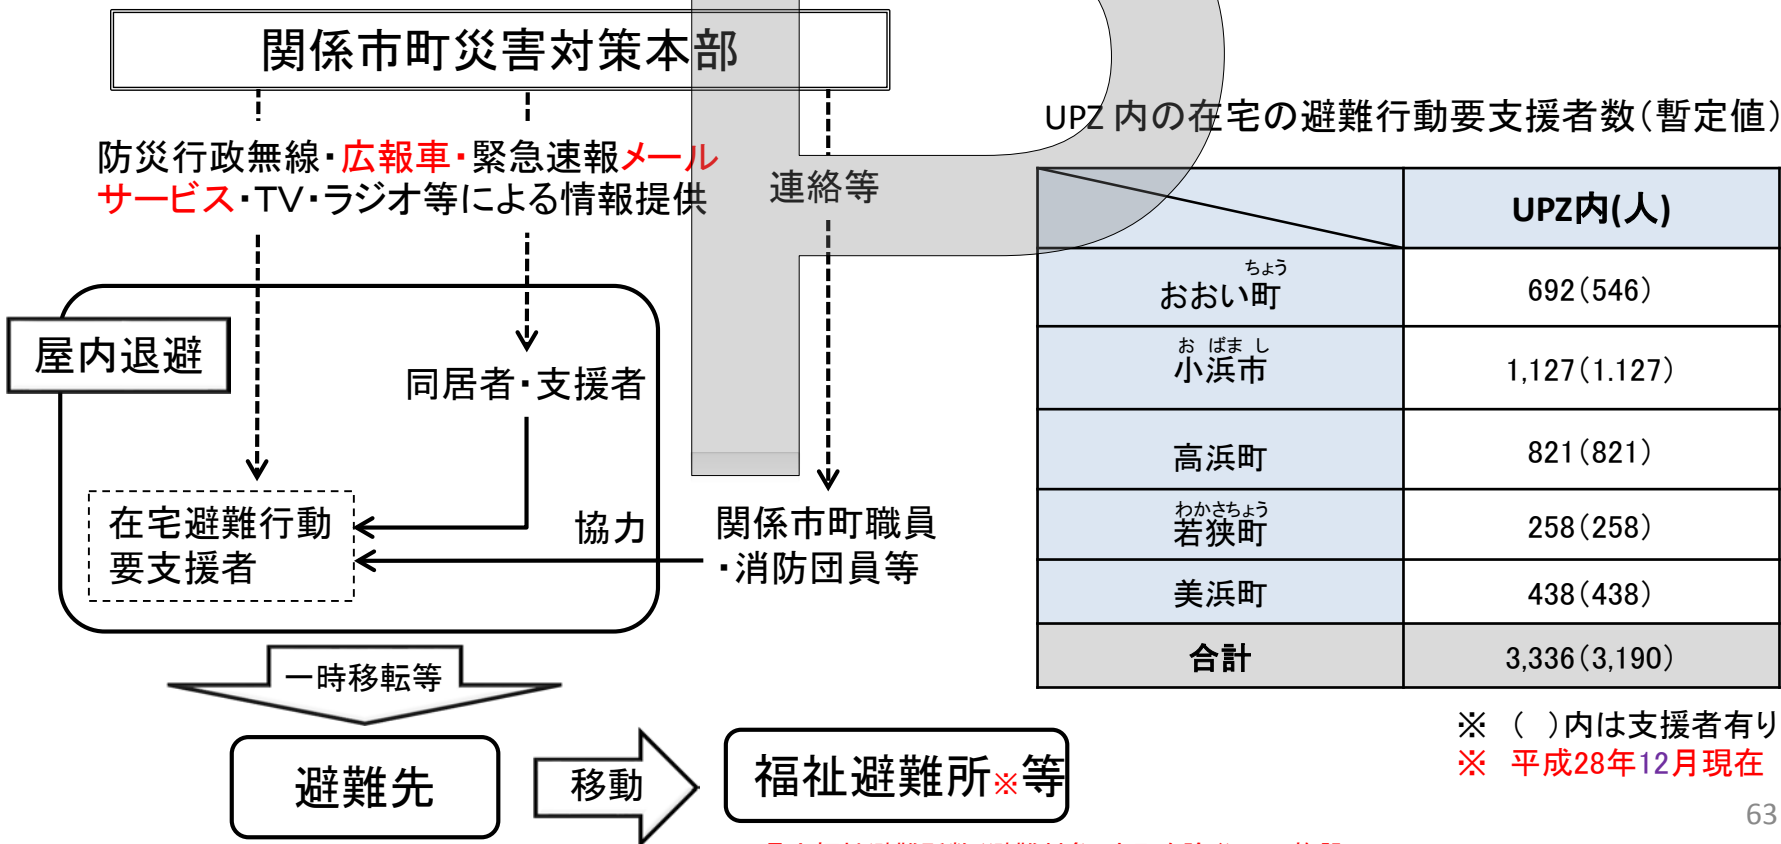 関係市町災害対策本部
防災行政無線・広報車・緊急速報メール
サービス・TV・ラジオ等による情報提供
連絡等
屋内退避
同居者・支援者
在宅避難行動
要支援者
協力
関係市町職員
・消防団員等
一時移転等
避難先
移動
福祉避難所※等
UPZ 内の在宅の避難行動要支援者数(暫定値)
UPZ内(人)
ちょう
おおい町 692(546)
お ばま し
小浜市 1,127(1.127)
高浜町 821(821)
わかさちょう
若狭町 258(258)
美浜町 438(438)
合計 3,336(3,190)
※ ( )内は支援者有り
※ 平成28年12月現在
63